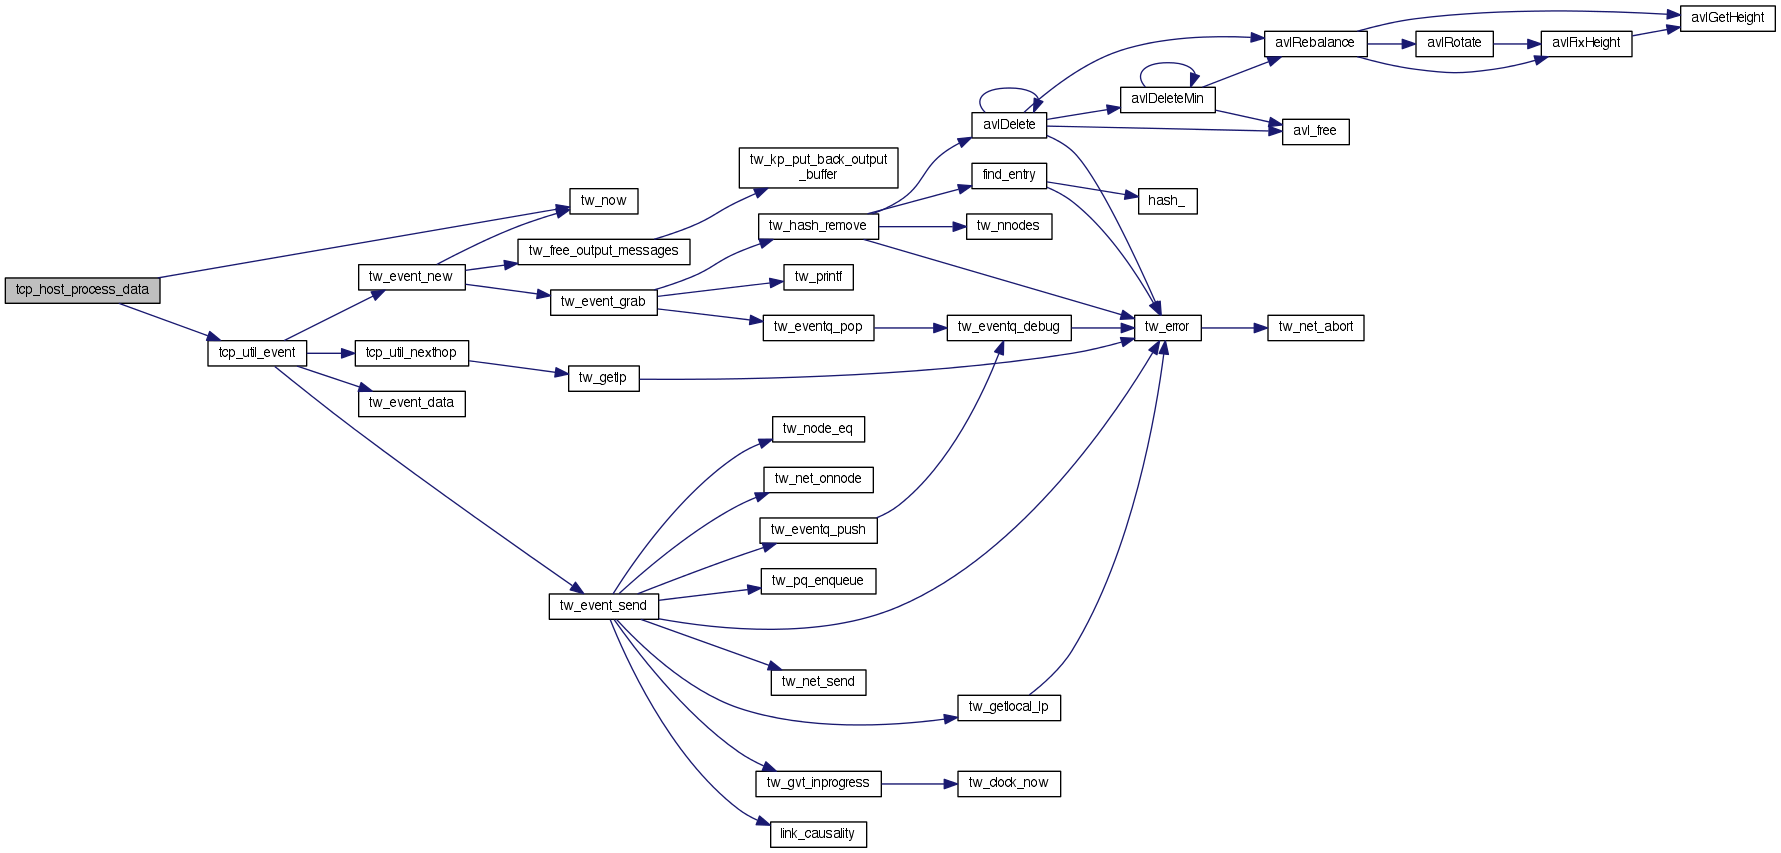 avlGetHeight
avlRebalance
avlRotate
avlFixHeight
avlDeleteMin
avlDelete
avl_free
tw_kp_put_back_output
_buffer
find_entry
hash_
tw_now
tw_hash_remove
tw_nnodes
tw_free_output_messages
tw_event_new
tw_printf
tcp_host_process_data
tw_event_grab
tw_eventq_pop
tw_eventq_debug
tw_error
tw_net_abort
tcp_util_event
tcp_util_nexthop
tw_getlp
tw_event_data
tw_node_eq
tw_net_onnode
tw_eventq_push
tw_pq_enqueue
tw_event_send
tw_net_send
tw_getlocal_lp
tw_gvt_inprogress
tw_clock_now
link_causality